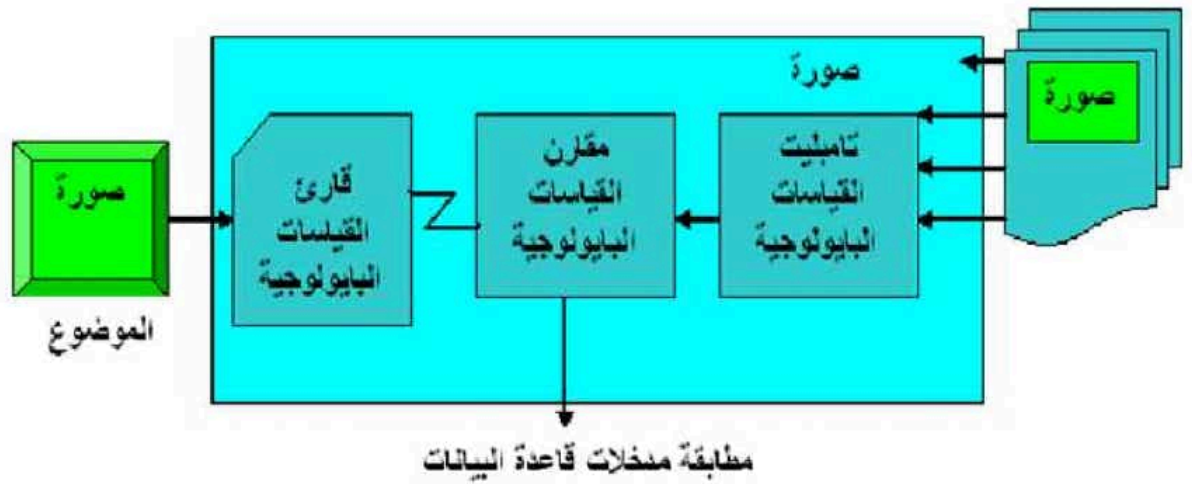 صورة
صورة
تامبليت
القياسات
البايولوجية
مقارن
القياسات
البايولوجية
قارئ
القياسات
البايولوجية
صورة
الموضوع
مطابقة مدخلات قاعدة البيانات